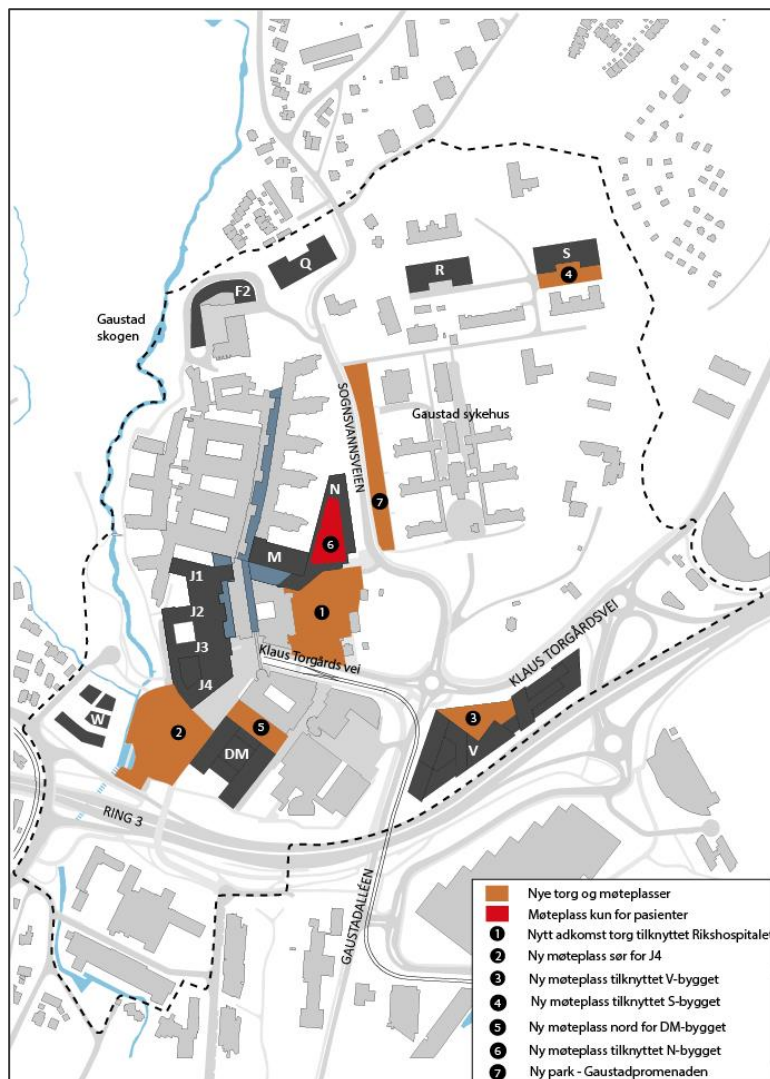 Q
R
S
4
F2
Gaustad
skogen
SOGNSVANNSVEIEN
Gaustad sykehus
7
N
6
M
J1
J2
J3
J4
1
Klaus Torgårds vei
KLAUS TORGÅRDSVEI
W
2
5
DM
3
V
RING 3
GAUSTADALLÉEN
Nye torg og møteplasser
Møteplass kun for pasienter
1 Nytt adkomst torg tilknyttet Rikshospitalet
2 Ny møteplass sør for J4
3 Ny møteplass tilknyttet V-bygget
4 Ny møteplass tilknyttet S-bygget
5 Ny møteplass nord for DM-bygget
6 Ny møteplass tilknyttet N-bygget
7 Ny park - Gaustadpromenaden